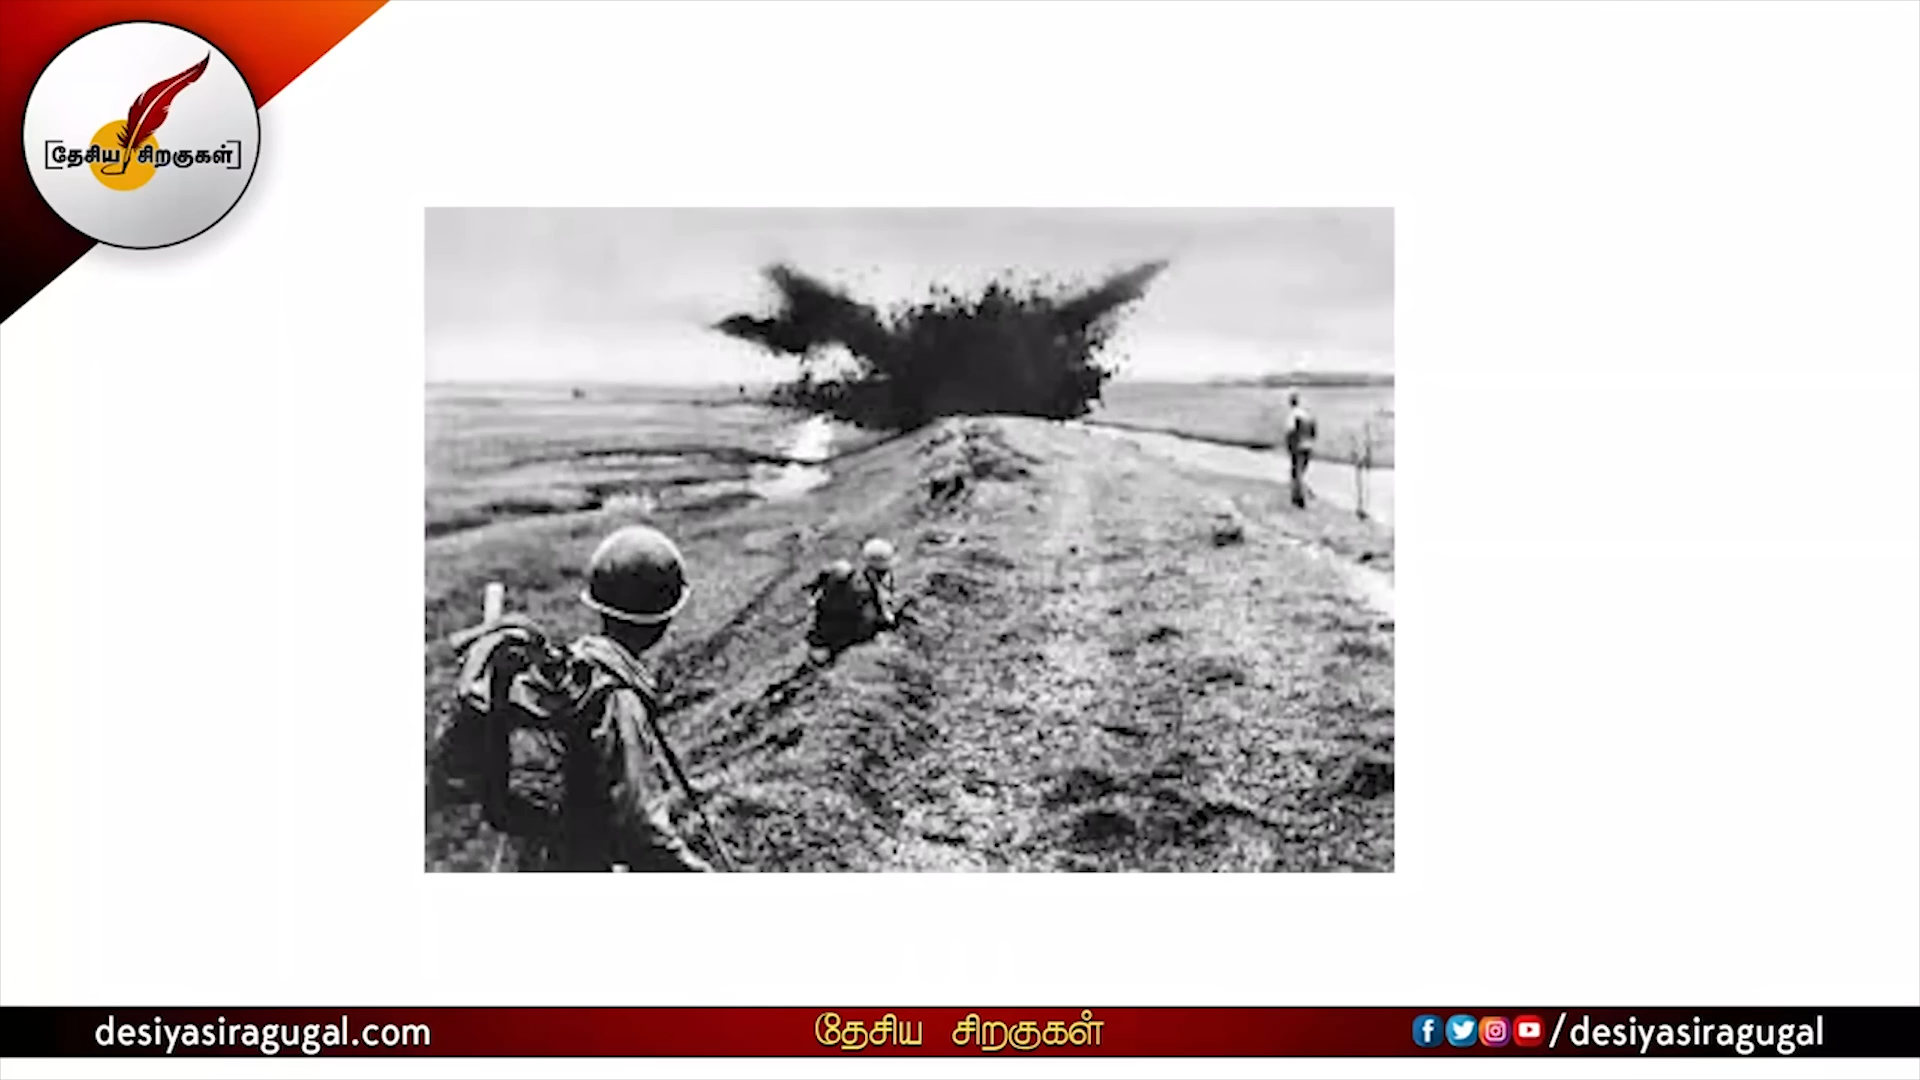 [தேசிய சிறகுகள்]
desiyasiragugal.com
தேசிய சிறகுகள்
/desiyasiragugal